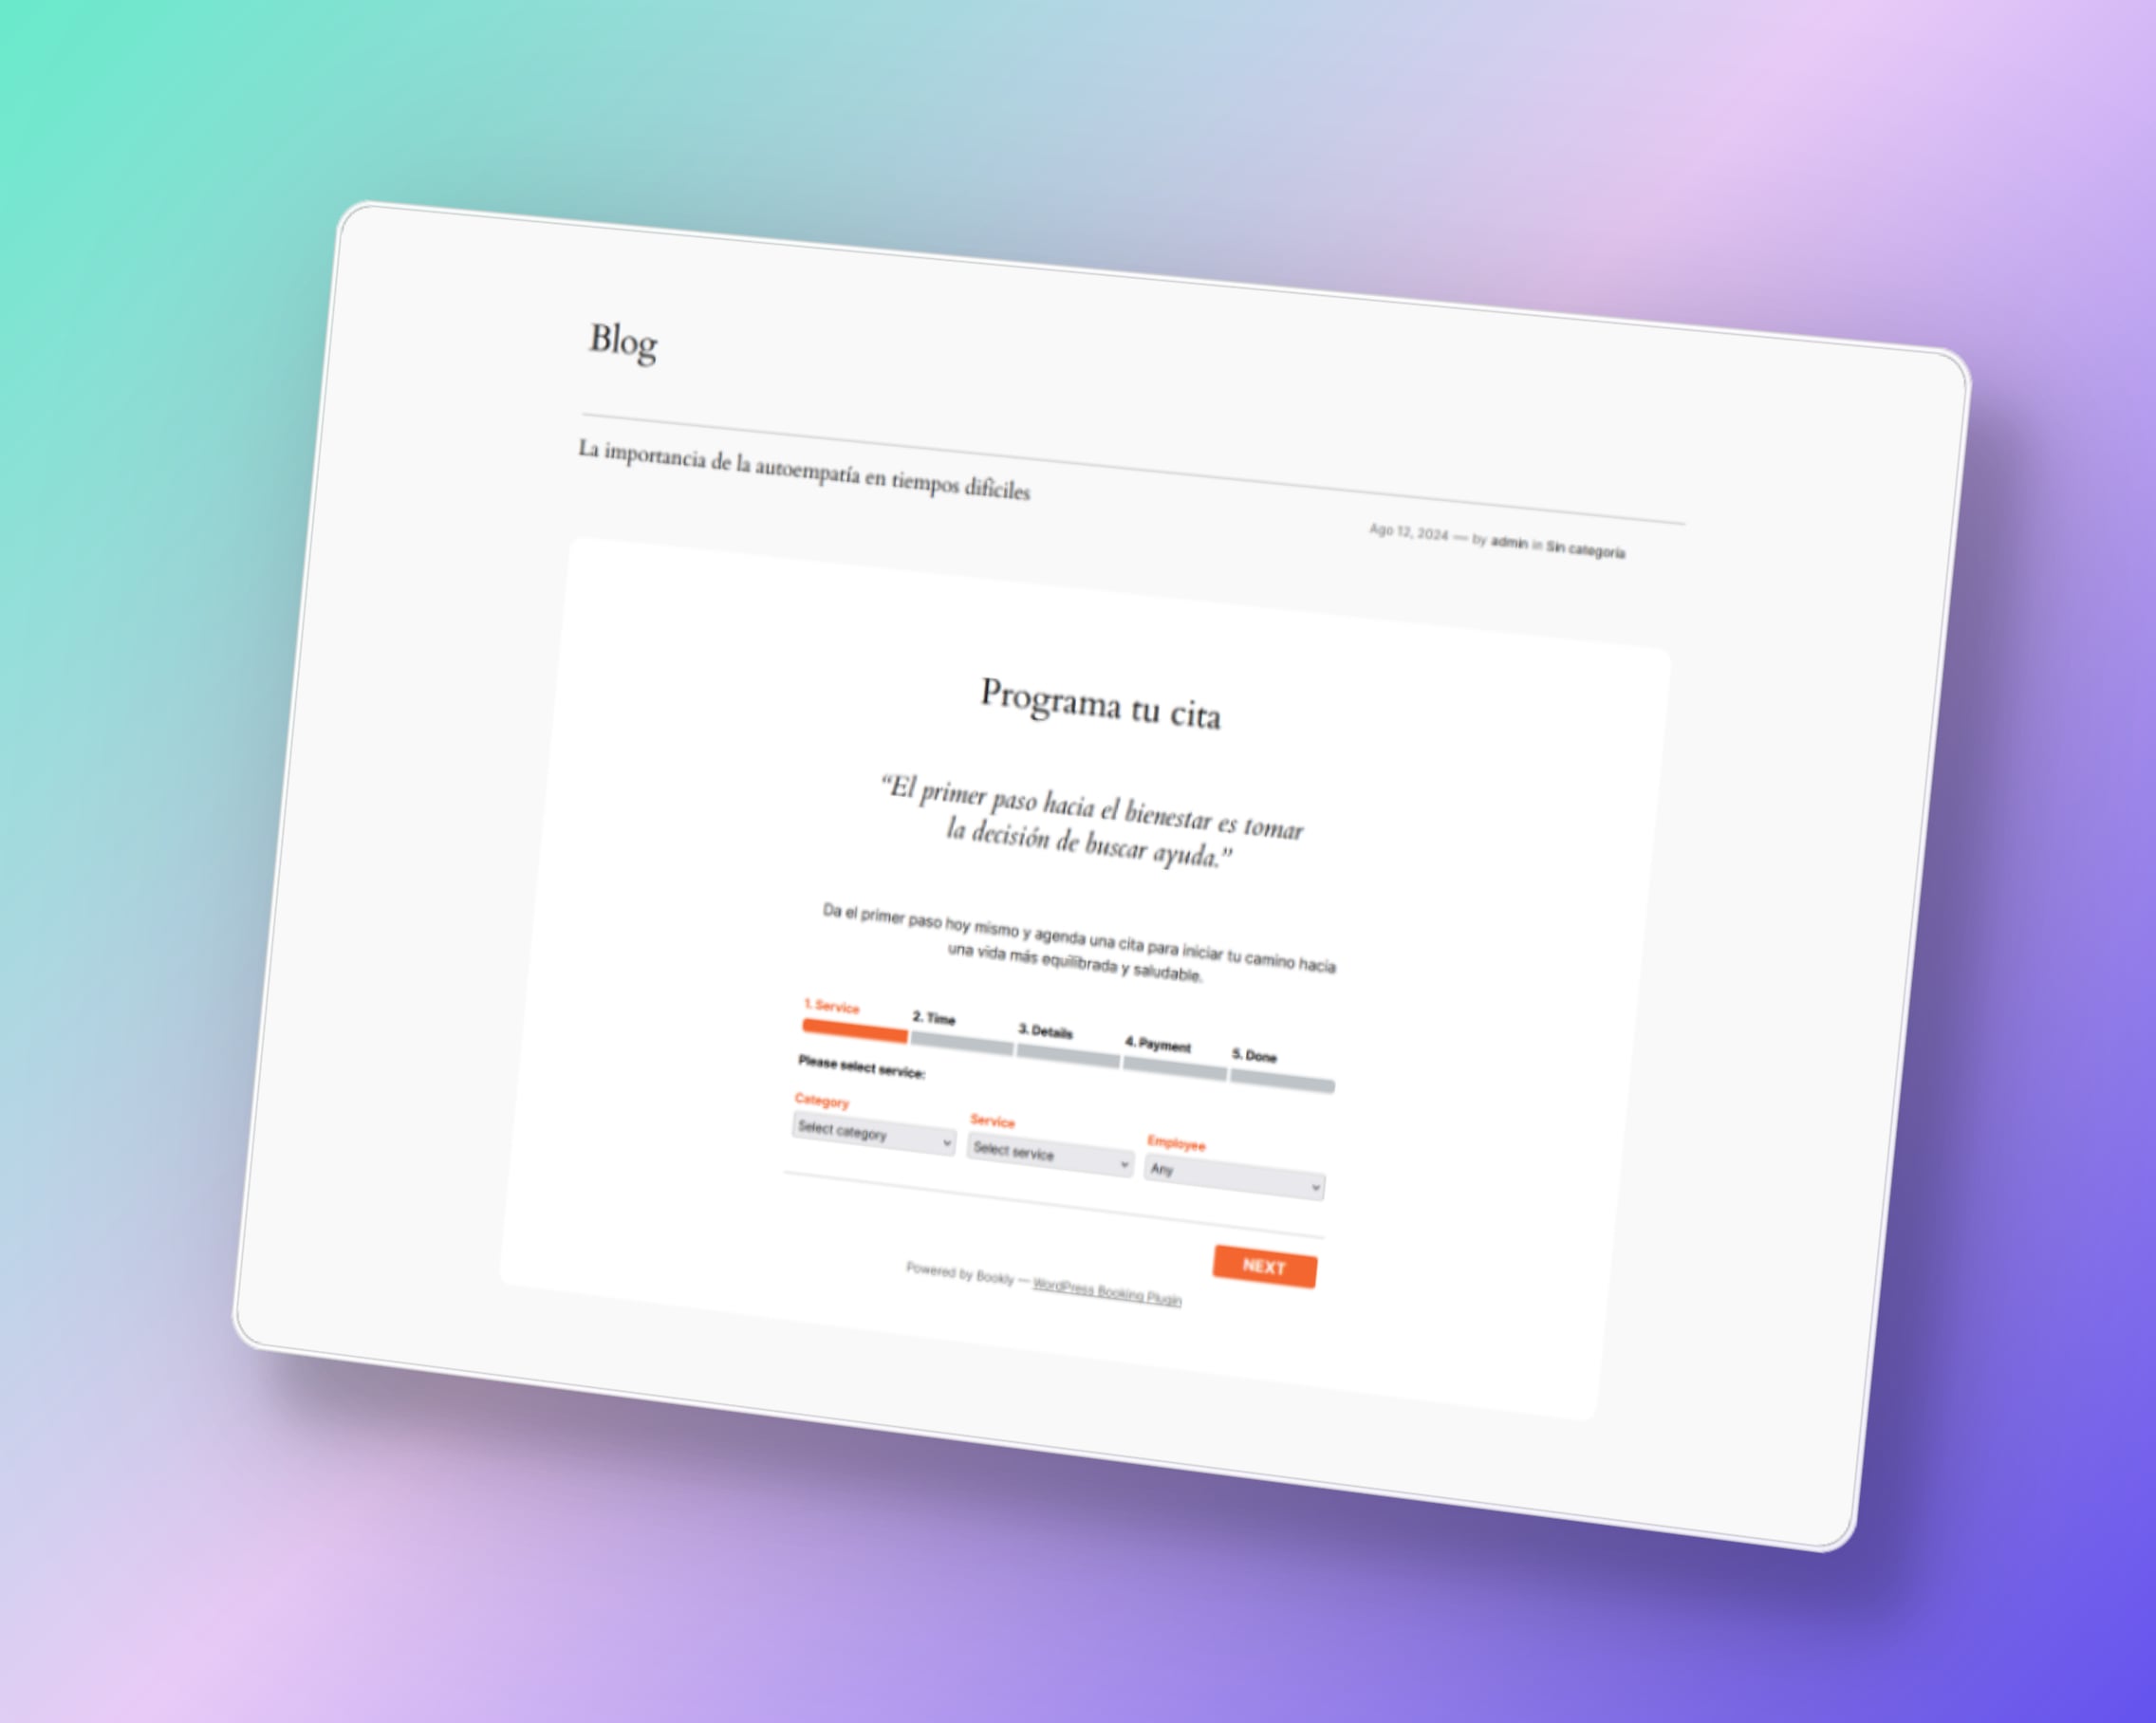 Blog
La importancia de la autoempatía en tiempos difíciles
Ago 12, 2024 — by admin in Sin categoría
Programa tu cita
“El primer paso hacia el bienestar es tomar
la decisión de buscar ayuda.”
Da el primer paso hoy mismo y agenda una cita para iniciar tu camino hacia
una vida más equilibrada y saludable.
1. Service 2. Time 3. Details 4. Payment 5. Done
Please select service:
Category Service Employee
Select category Select service Any
NEXT
Powered by Bookly — WordPress Booking Plugin